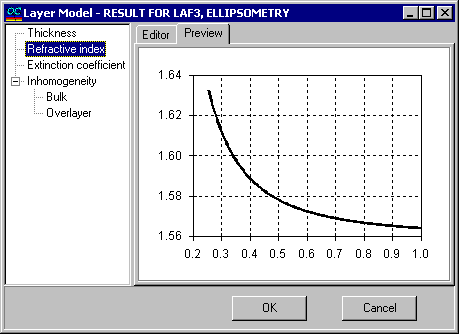 OC Layer Model - RESULT FOR LAF3, ELLIPSOMETRY
Thickness
Refractive index
Extinction coefficient
Inhomogeneity
Bulk
Overlayer
Editor Preview
1.64
1.62
1.60
1.58
1.56
0.2 0.3 0.4 0.5 0.6 0.7 0.8 0.9 1.0
OK Cancel